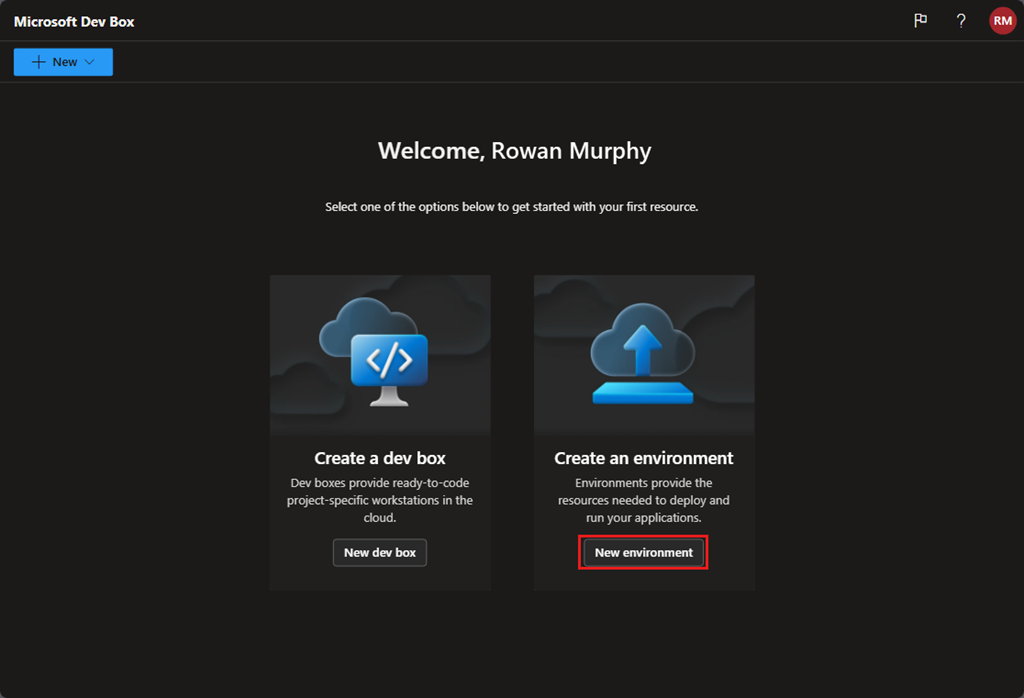 Microsoft Dev Box
?
RM
+ New
Welcome, Rowan Murphy
Select one of the options below to get started with your first resource.
</>
Create a dev box
Dev boxes provide ready-to-code
project-specific workstations in the
cloud.
New dev box
Create an environment
Environments provide the
resources needed to deploy and
run your applications.
New environment